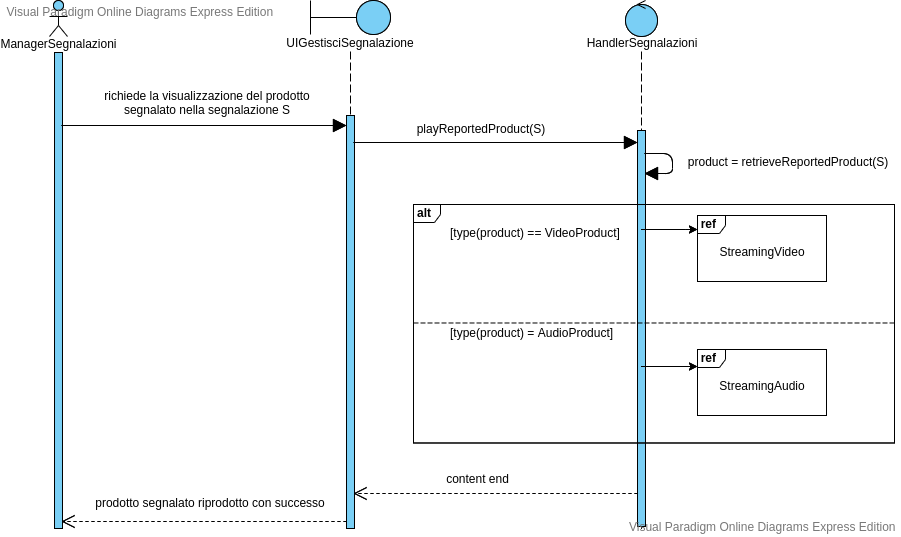 Visual Paradigm Online Diagrams Express Edition
ManagerSegnalazioni
UIGestisciSegnalazione
HandlerSegnalazioni
richiede la visualizzazione del prodotto
segnalato nella segnalazione S
playReportedProduct(S)
product = retrieveReportedProduct(S)
alt
[type(product) == VideoProduct]
ref
StreamingVideo
[type(product) = AudioProduct]
ref
StreamingAudio
content end
prodotto segnalato riprodotto con successo
Visual Paradigm Online Diagrams Express Edition